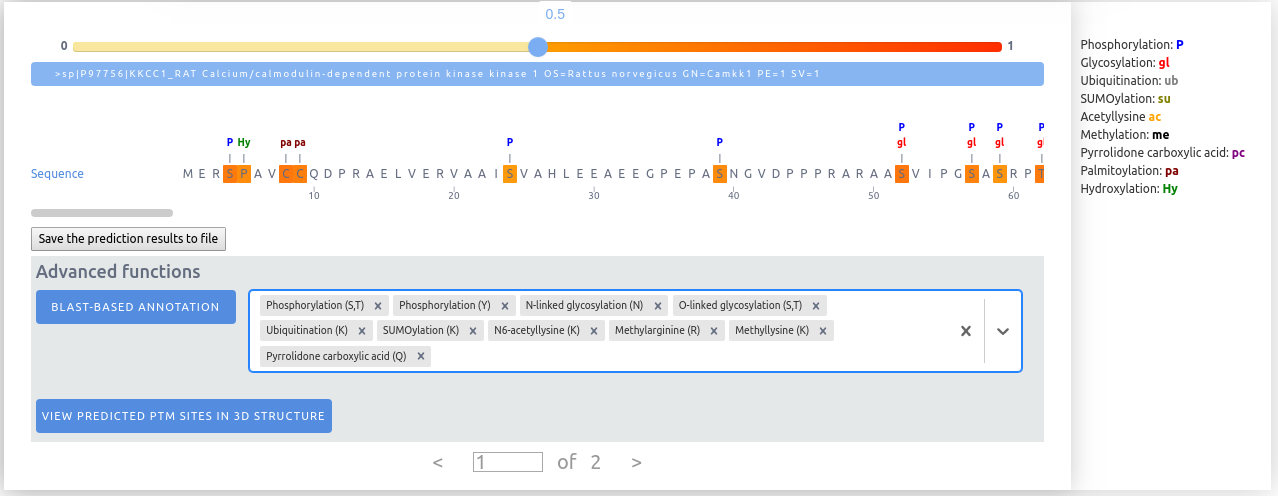 0.5
0 1
>sp|P97756|KKCC1_RAT Calcium/calmodulin-dependent protein kinase kinase 1 OS=Rattus norvegicus GN=Camkk1 PE=1 SV=1
P P P P P
P Hy pa pa P P gl gl gl gl
Sequence MERSPAVCCQDPRAELVERVAAISVAHLEEAEEGPEPASNGVDPPPRARAASVIPGSASRPT
10 20 30 40 50 60
Save the prediction results to file
Advanced functions
BLAST-BASED ANNOTATION
Phosphorylation (S,T) × Phosphorylation (Y) × N-linked glycosylation (N) × O-linked glycosylation (S,T) ×
Ubiquitination (K) × SUMOylation (K) × N6-acetyllysine (K) × Methylarginine (R) × Methyllysine (K) ×
Pyrrolidone carboxylic acid (Q) ×
VIEW PREDICTED PTM SITES IN 3D STRUCTURE
< 1 of 2 >
Phosphorylation: P
Glycosylation: gl
Ubiquitination: ub
SUMOylation: su
Acetyllysine ac
Methylation: me
Pyrrolidone carboxylic acid: pc
Palmitoylation: pa
Hydroxylation: Hy